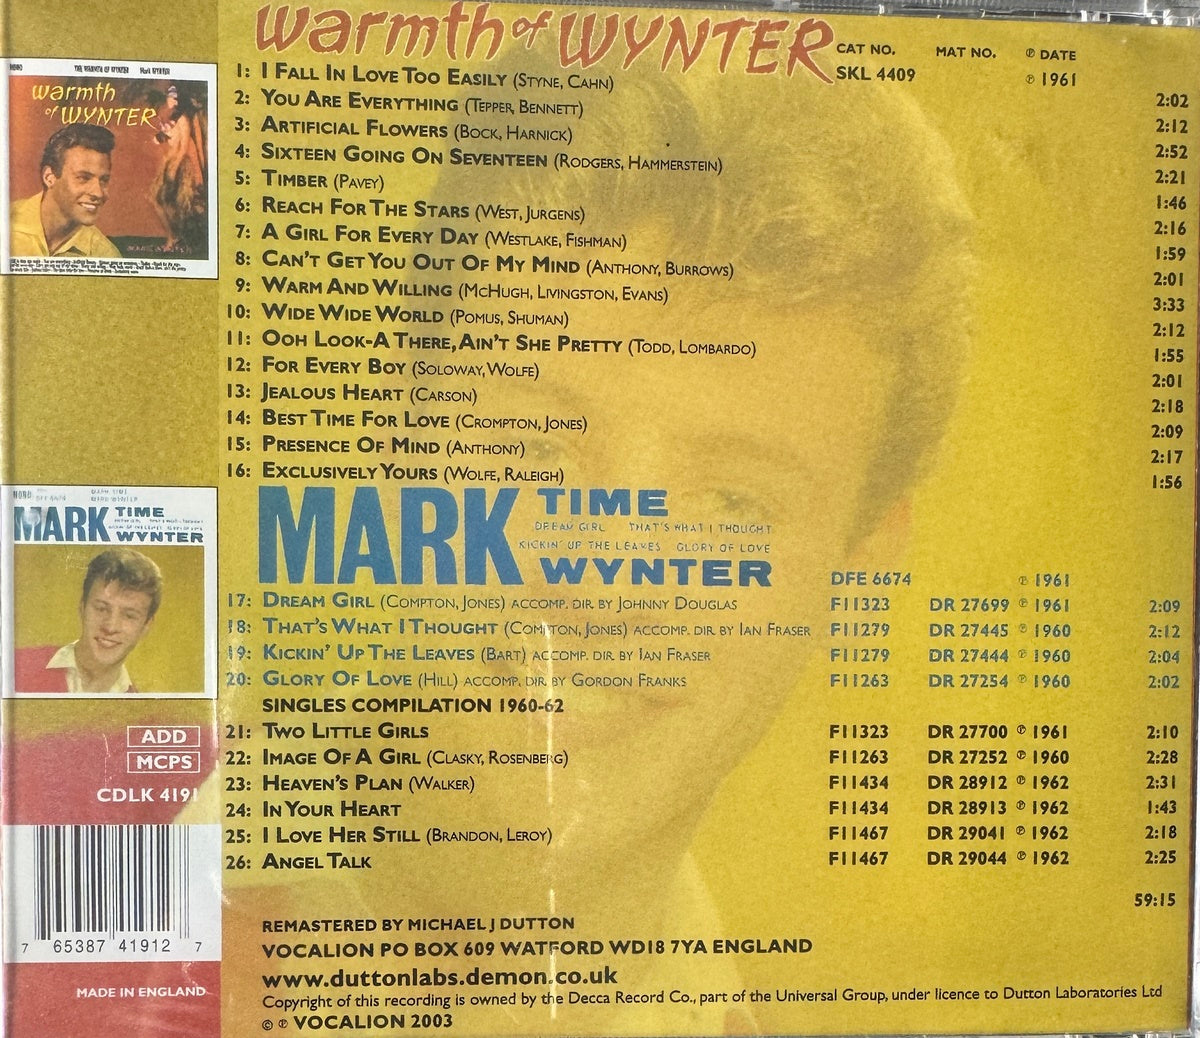 warmth of WYNTER
CAT NO. MAT NO. ℗ DATE
SKL 4409 ℗ 1961
1: I FALL IN LOVE TOO EASILY (STYNE, CAHN) 2:02
2: YOU ARE EVERYTHING (TEPPER, BENNETT) 2:12
3: ARTIFICIAL FLOWERS (BOCK, HARNICK) 2:52
4: SIXTEEN GOING ON SEVENTEEN (RODGERS, HAMMERSTEIN) 2:21
5: TIMBER (PAVEY) 1:46
6: REACH FOR THE STARS (WEST, JURGENS) 2:16
7: A GIRL FOR EVERY DAY (WESTLAKE, FISHMAN) 1:59
8: CAN'T GET YOU OUT OF MY MIND (ANTHONY, BURROWS) 2:01
9: WARM AND WILLING (MCHUGH, LIVINGSTON, EVANS) 3:33
10: WIDE WIDE WORLD (POMUS, SHUMAN) 2:12
11: OOH LOOK-A THERE, AIN'T SHE PRETTY (TODD, LOMBARDO) 1:55
12: FOR EVERY BOY (SOLOWAY, WOLFE) 2:01
13: JEALOUS HEART (CARSON) 2:18
14: BEST TIME FOR LOVE (CROMPTON, JONES) 2:09
15: PRESENCE OF MIND (ANTHONY) 2:17
16: EXCLUSIVELY YOURS (WOLFE, RALEIGH) 1:56
MARK TIME
DREAM GIRL THAT'S WHAT I THOUGHT
KICKIN' UP THE LEAVES GLORY OF LOVE
WYNTER DFE 6674 ℗ 1961
17: DREAM GIRL (COMPTON, JONES) ACCOMP. DIR. BY JOHNNY DOUGLAS F11323 DR 27699 ℗ 1961 2:09
18: THAT'S WHAT I THOUGHT (COMPTON, JONES) ACCOMP. DIR. BY IAN FRASER F11279 DR 27445 ℗ 1960 2:12
19: KICKIN' UP THE LEAVES (BART) ACCOMP. DIR. BY IAN FRASER F11279 DR 27444 ℗ 1960 2:04
20: GLORY OF LOVE (HILL) ACCOMP. DIR. BY GORDON FRANKS F11263 DR 27254 ℗ 1960 2:02
SINGLES COMPILATION 1960-62
21: TWO LITTLE GIRLS F11323 DR 27700 ℗ 1961 2:10
22: IMAGE OF A GIRL (CLASKY, ROSENBERG) F11263 DR 27252 ℗ 1960 2:28
23: HEAVEN'S PLAN (WALKER) F11434 DR 28912 ℗ 1962 2:31
24: IN YOUR HEART F11434 DR 28913 ℗ 1962 1:43
25: I LOVE HER STILL (BRANDON, LEROY) F11467 DR 29041 ℗ 1962 2:18
26: ANGEL TALK F11467 DR 29044 ℗ 1962 2:25
59:15
REMASTERED BY MICHAEL J DUTTON
VOCALION PO BOX 609 WATFORD WD18 7YA ENGLAND
www.duttonlabs.demon.co.uk
Copyright of this recording is owned by the Decca Record Co., part of the Universal Group, under licence to Dutton Laboratories Ltd
© ℗ VOCALION 2003
warmth
of WYNTER
MARK TIME
WYNTER
ADD
MCPS
CDLK 4191
7 65387 41912 7
MADE IN ENGLAND